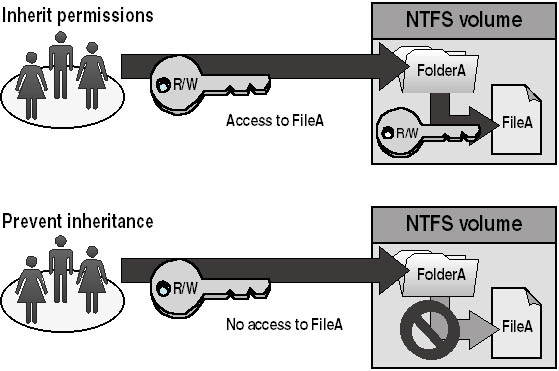 Inherit permissions
NTFS volume
R/W
FolderA
Access to FileA
R/W
FileA
Prevent inheritance
NTFS volume
R/W
FolderA
No access to FileA
FileA